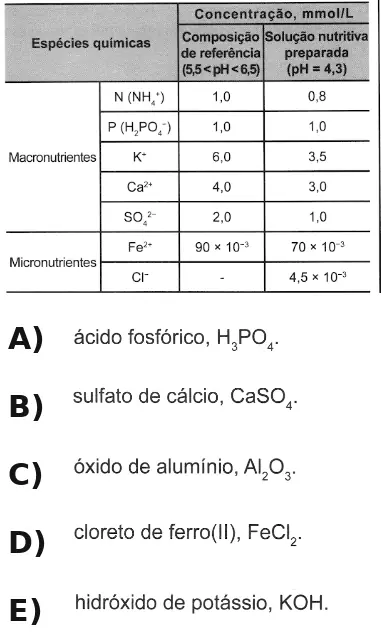 Espécies químicas
Concentração, mmol/L
Composição de referência (5,5 < pH < 6,5)
Solução nutritiva preparada (pH = 4,3)
Macronutrientes
N (NH₄⁺) 1,0 0,8
P (H₂PO₄⁻) 1,0 1,0
K⁺ 6,0 3,5
Ca²⁺ 4,0 3,0
SO₄²⁻ 2,0 1,0
Micronutrientes
Fe²⁺ 90 × 10⁻³ 70 × 10⁻³
Cl⁻ - 4,5 × 10⁻³
A) ácido fosfórico, H₃PO₄.
B) sulfato de cálcio, CaSO₄.
C) óxido de alumínio, Al₂O₃.
D) cloreto de ferro(II), FeCl₂.
E) hidróxido de potássio, KOH.